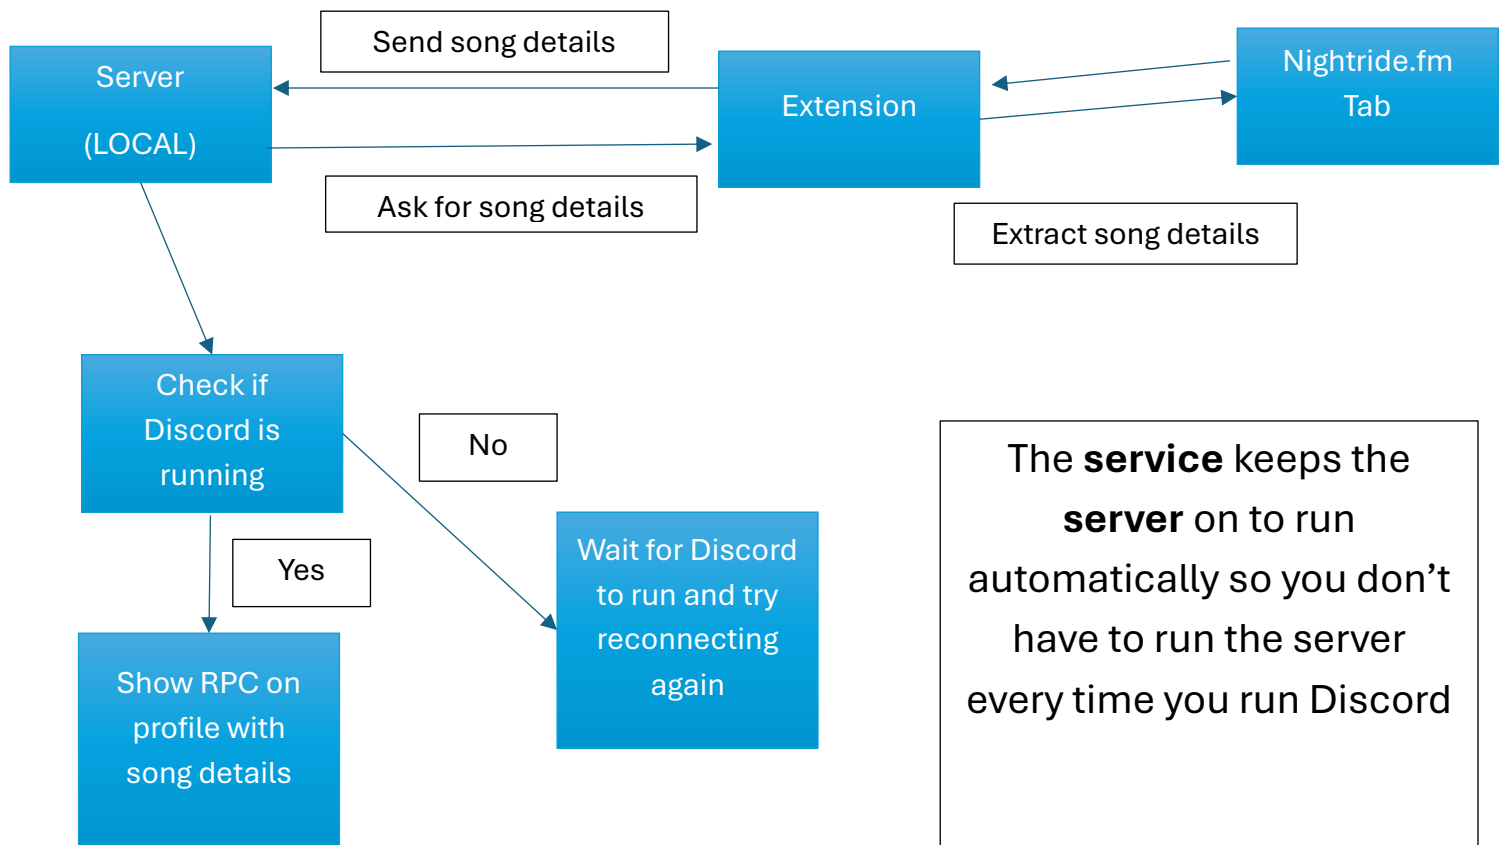 Send song details
Server
(LOCAL)
Extension
Nightride.fm
Tab
Ask for song details
Extract song details
Check if
Discord is
running
No
Yes
Wait for Discord
to run and try
reconnecting
again
Show RPC on
profile with
song details
The service keeps the
server on to run
automatically so you don’t
have to run the server
every time you run Discord